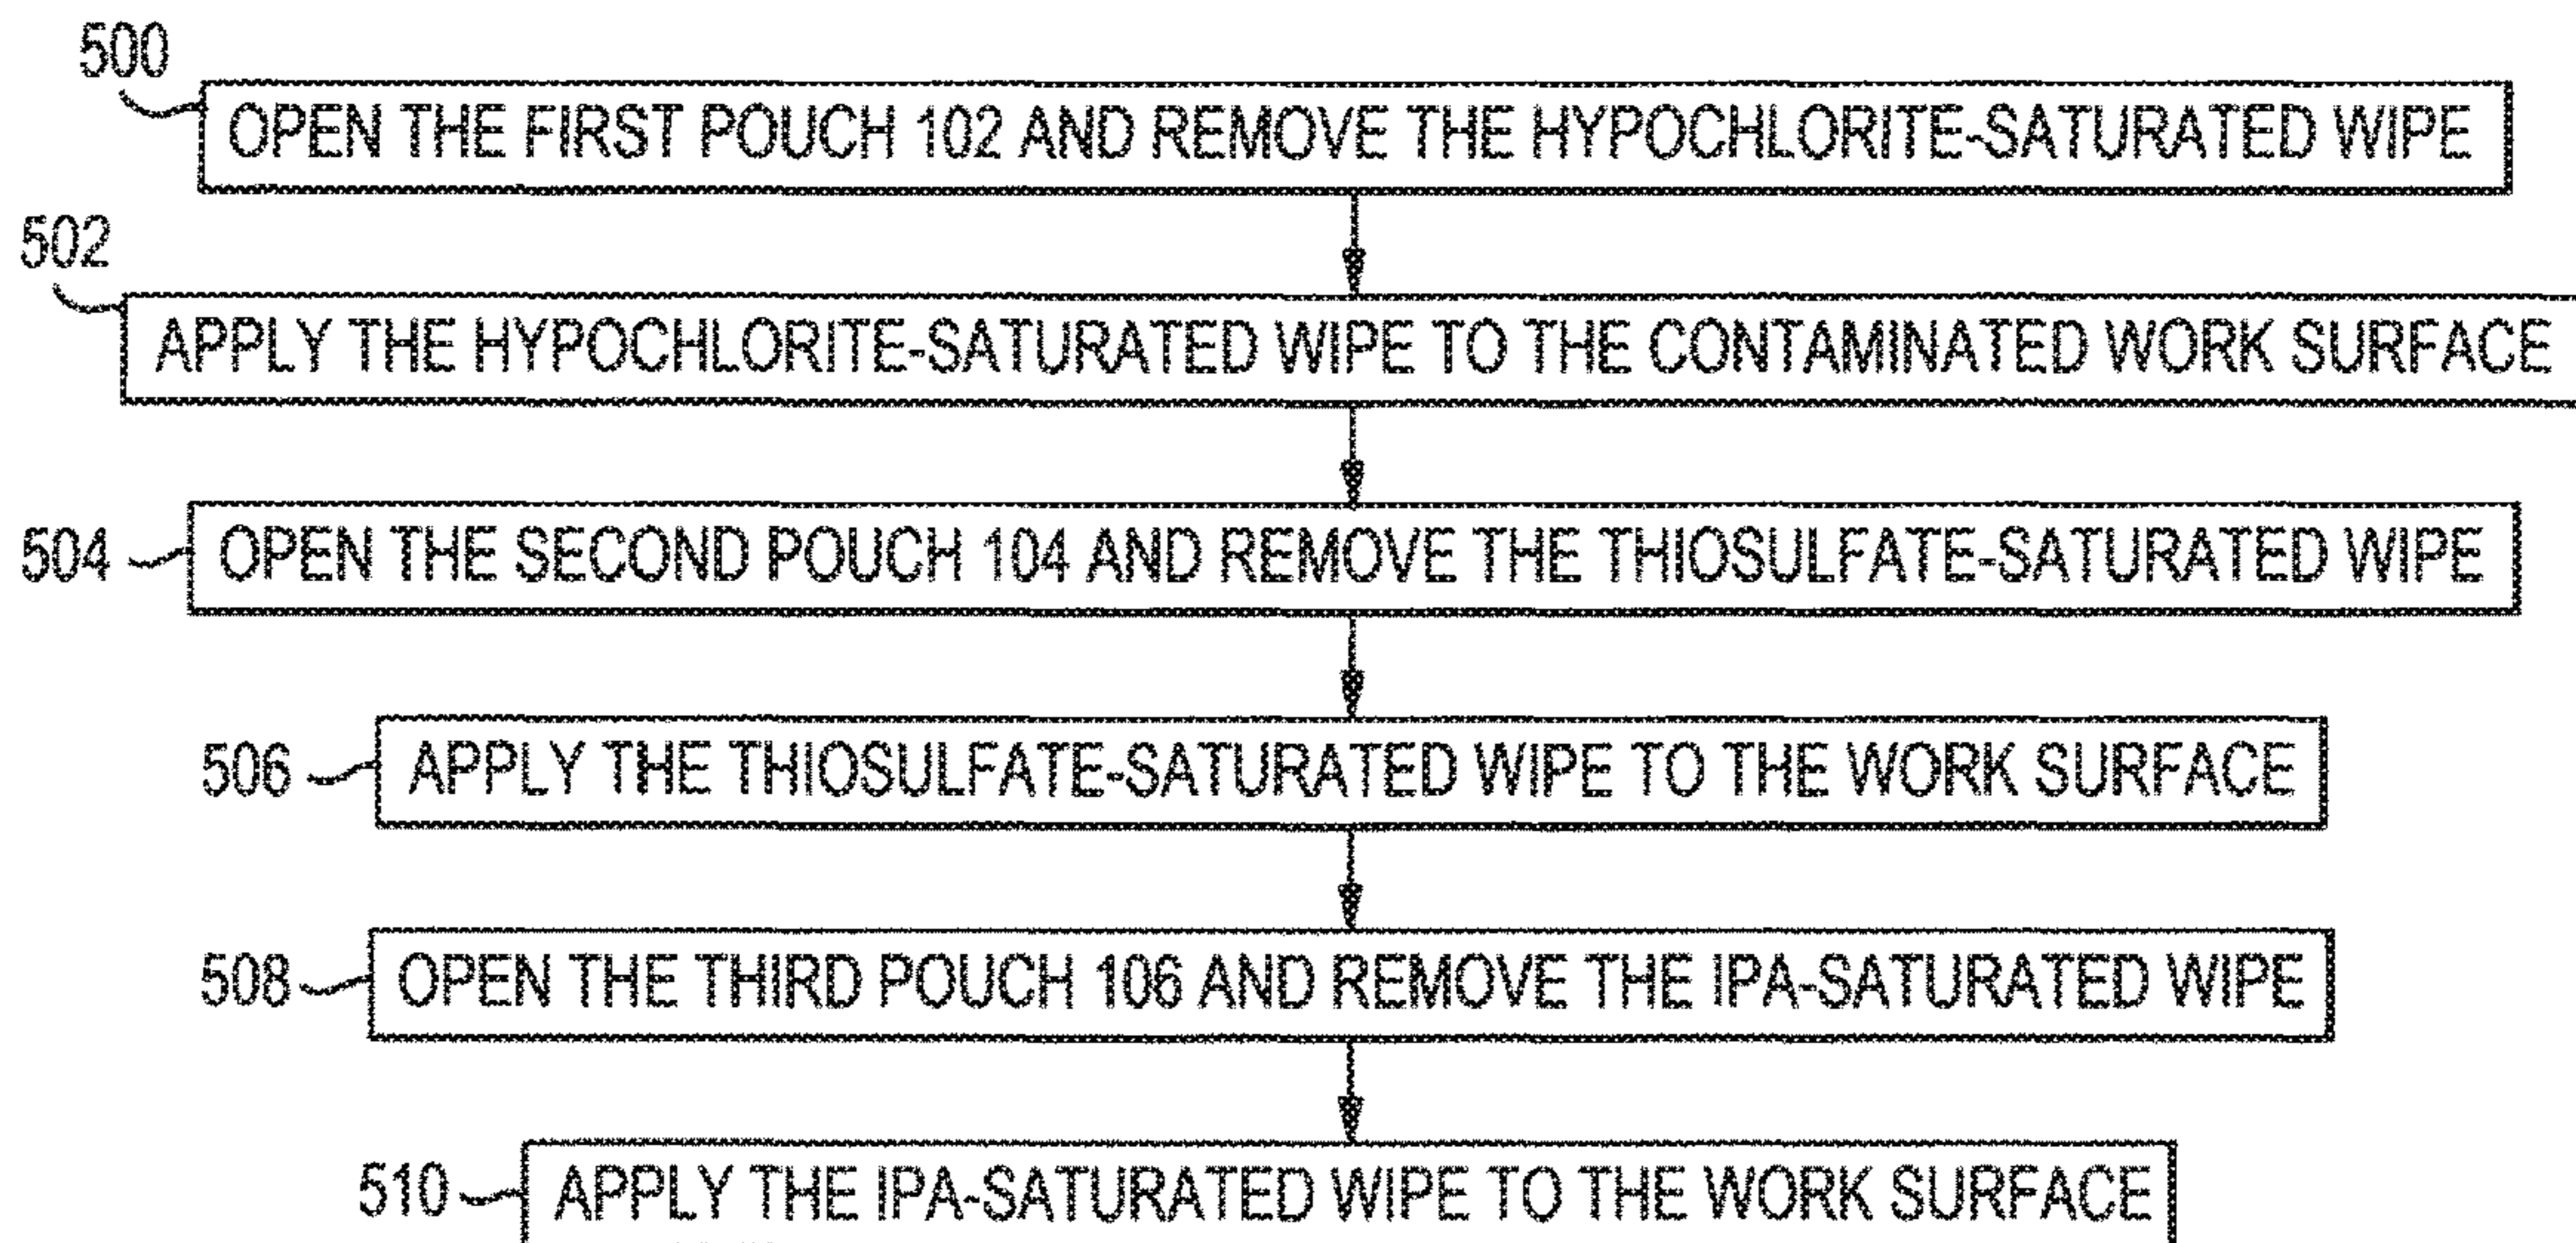 500
OPEN THE FIRST POUCH 102 AND REMOVE THE HYPOCHLORITE-SATURATED WIPE
502
APPLY THE HYPOCHLORITE-SATURATED WIPE TO THE CONTAMINATED WORK SURFACE
504
OPEN THE SECOND POUCH 104 AND REMOVE THE THIOSULFATE-SATURATED WIPE
506
APPLY THE THIOSULFATE-SATURATED WIPE TO THE WORK SURFACE
508
OPEN THE THIRD POUCH 106 AND REMOVE THE IPA-SATURATED WIPE
510
APPLY THE IPA-SATURATED WIPE TO THE WORK SURFACE